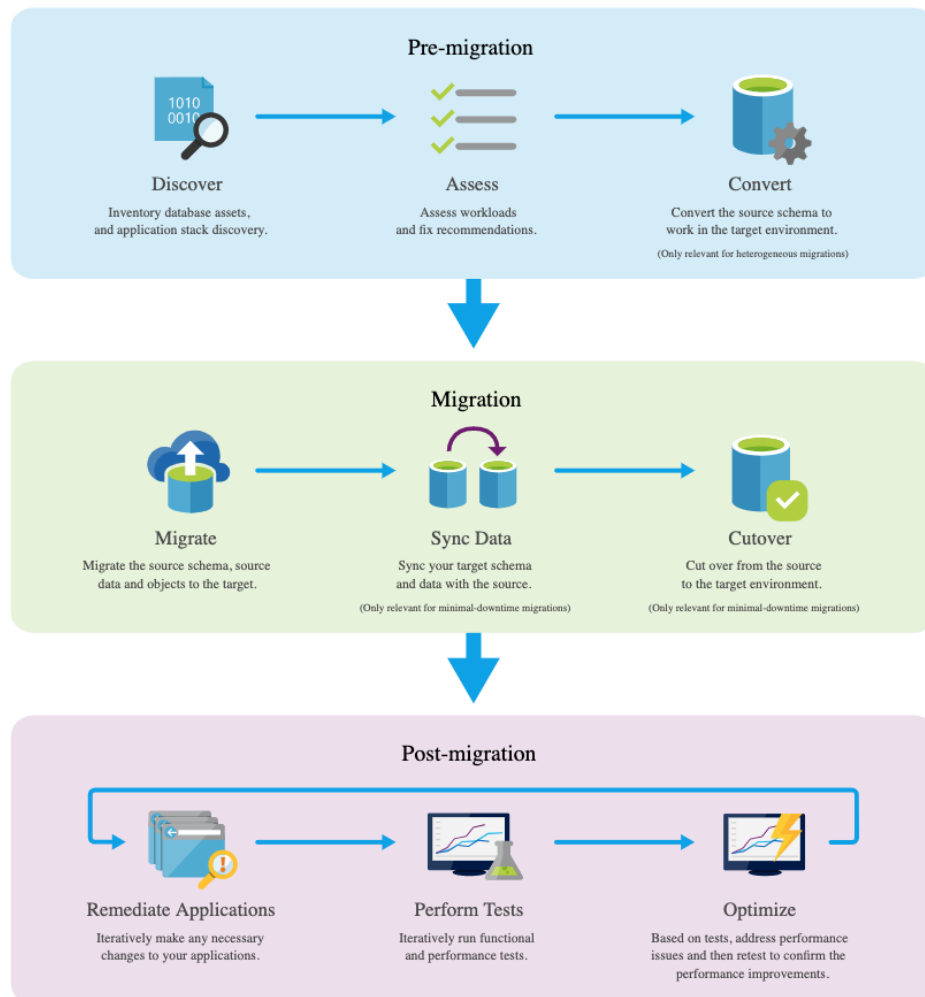 Pre-migration
1010
0010
Discover
Inventory database assets,
and application stack discovery.
Assess
Assess workloads
and fix recommendations.
Convert
Convert the source schema to
work in the target environment.
(Only relevant for heterogeneous migrations)
Migration
Migrate
Migrate the source schema, source
data and objects to the target.
Sync Data
Sync your target schema
and data with the source.
(Only relevant for minimal-downtime migrations)
Cutover
Cut over from the source
to the target environment.
(Only relevant for minimal-downtime migrations)
Post-migration
Remediate Applications
Iteratively make any necessary
changes to your applications.
Perform Tests
Iteratively run functional
and performance tests.
Optimize
Based on tests, address performance
issues and then retest to confirm the
performance improvements.